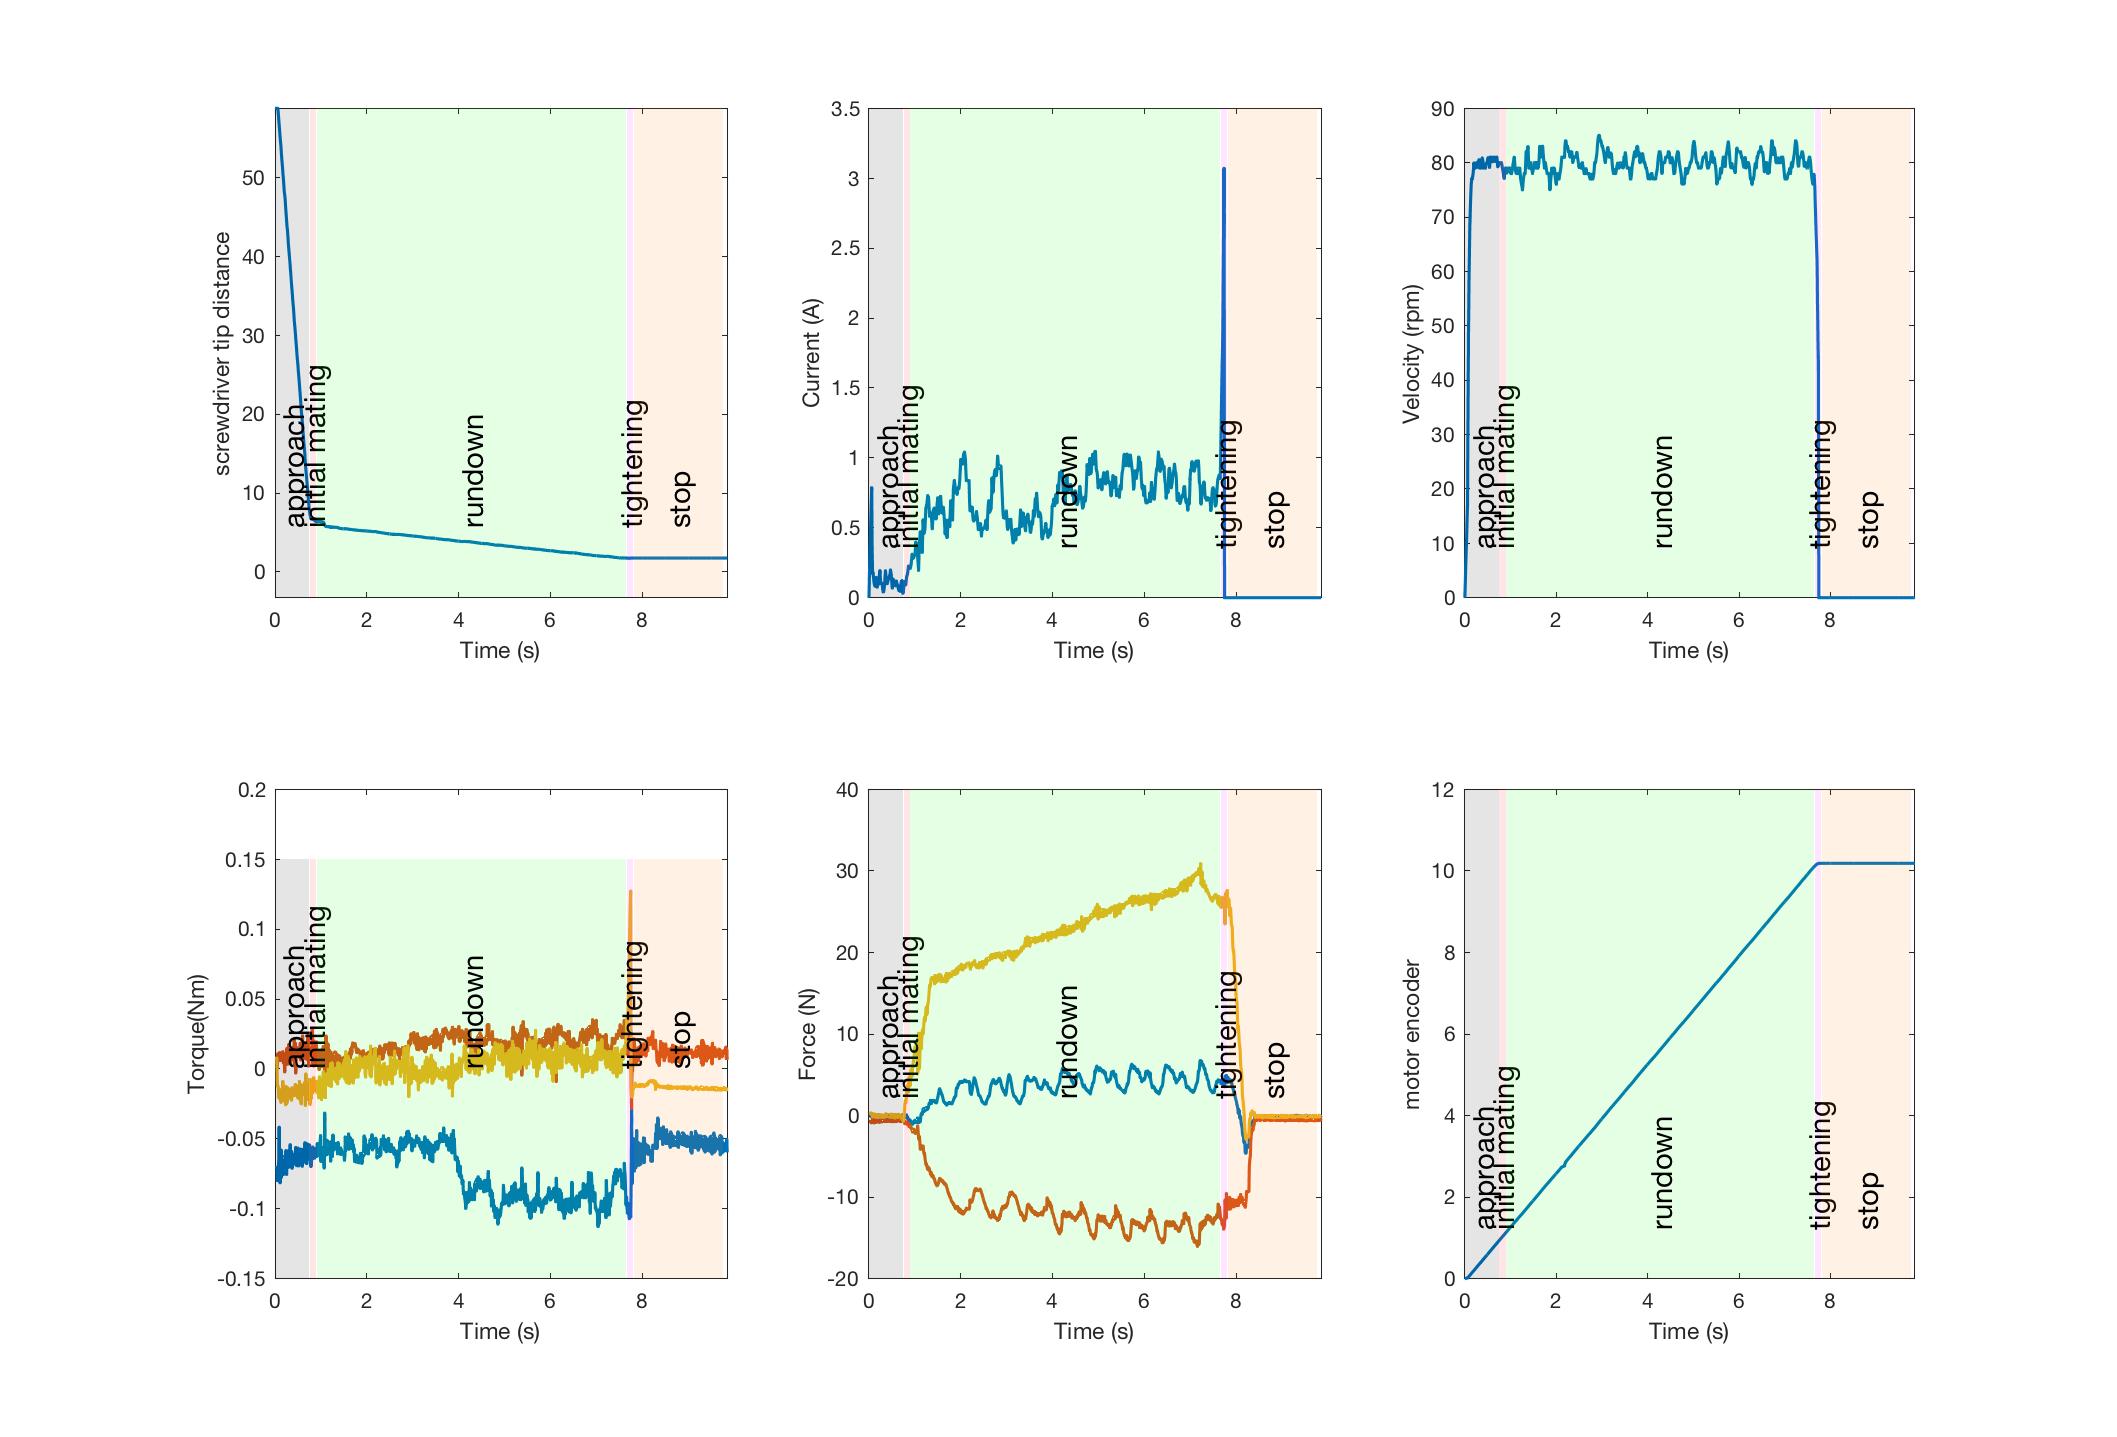 screwdriver tip distance
50
40
30
20
10
0
approach
initial mating
rundown
tightening
stop
0 2 4 6 8
Time (s)
Current (A)
3.5
3
2.5
2
1.5
1
0.5
0
approach
initial mating
rundown
tightening
stop
0 2 4 6 8
Time (s)
Velocity (rpm)
90
80
70
60
50
40
30
20
10
0
approach
initial mating
rundown
tightening
stop
0 2 4 6 8
Time (s)
Torque(Nm)
0.2
0.15
0.1
0.05
0
-0.05
-0.1
-0.15
approach
initial mating
rundown
tightening
stop
0 2 4 6 8
Time (s)
Force (N)
40
30
20
10
0
-10
-20
approach
initial mating
rundown
tightening
stop
0 2 4 6 8
Time (s)
motor encoder
12
10
8
6
4
2
0
approach
initial mating
rundown
tightening
stop
0 2 4 6 8
Time (s)